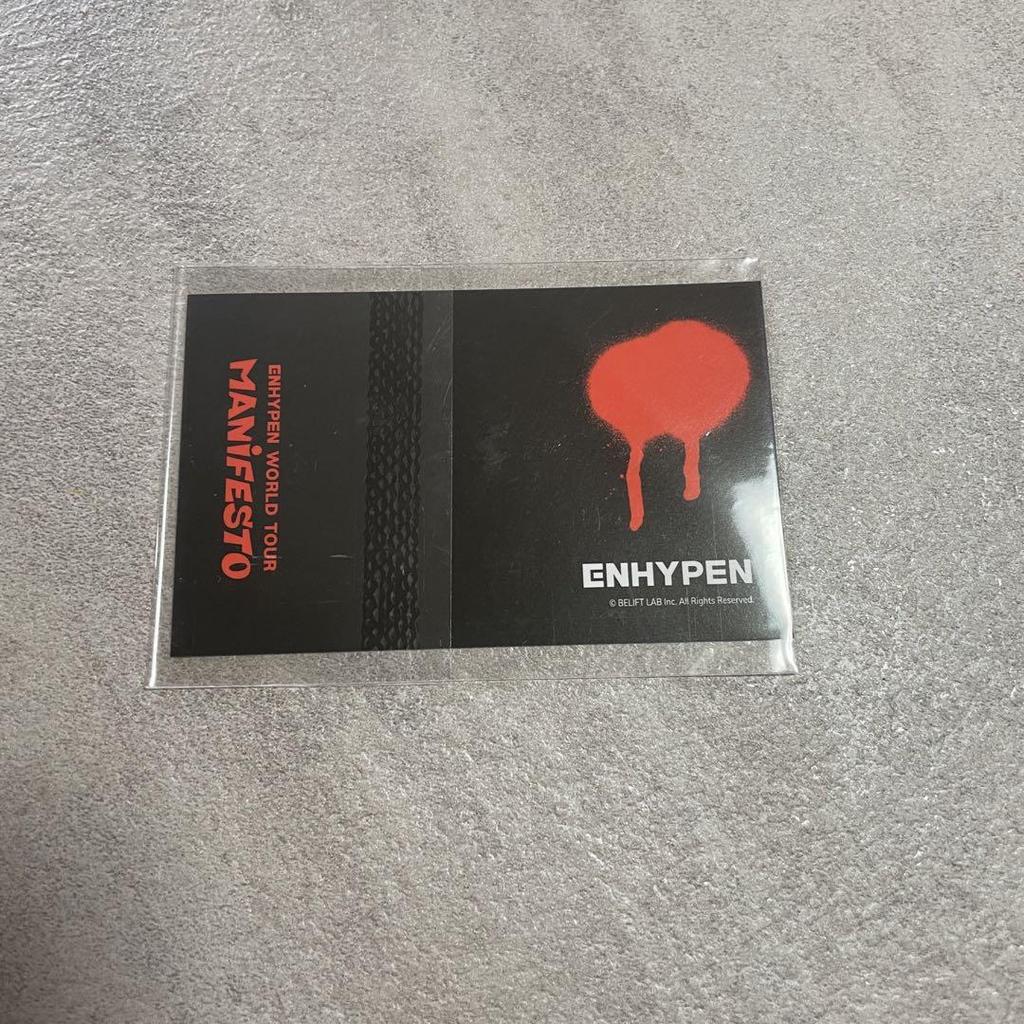 ENHYPEN WORLD TOUR
MANiFESTO
ENHYPEN
© BELIFT LAB Inc. All Rights Reserved.